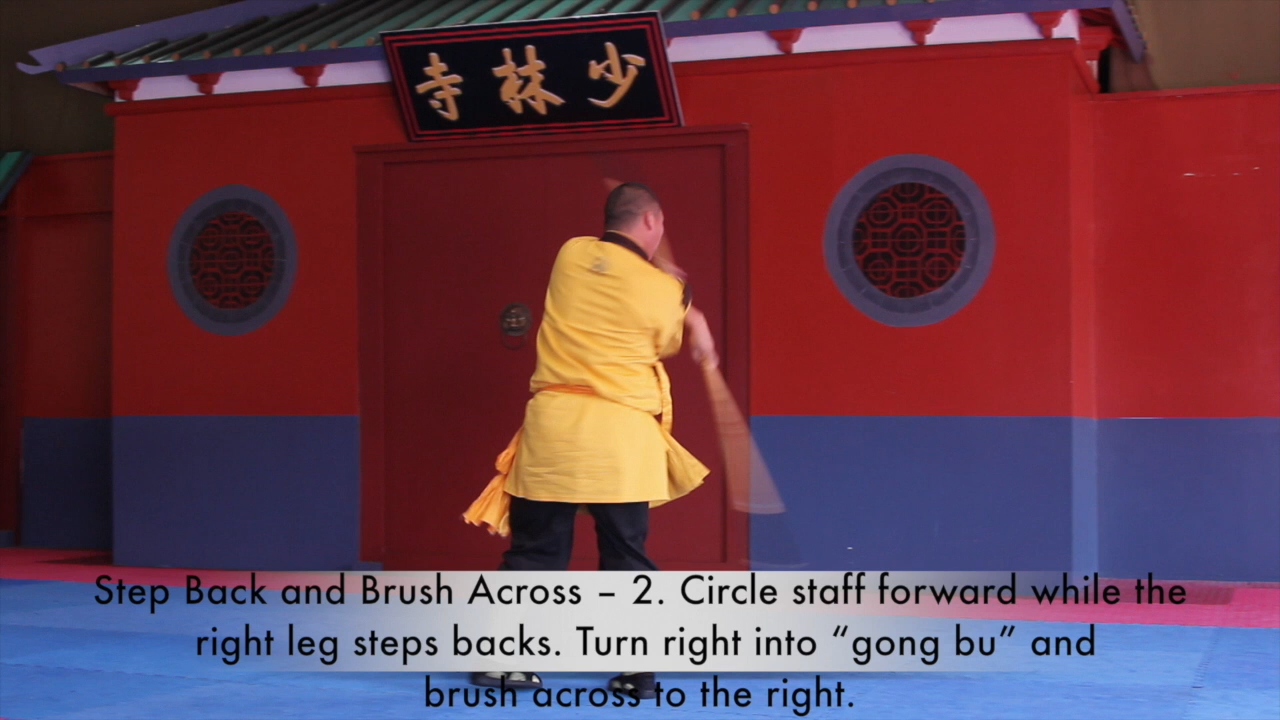 少林寺
Step Back and Brush Across – 2. Circle staff forward while the
right leg steps backs. Turn right into “gong bu” and
brush across to the right.